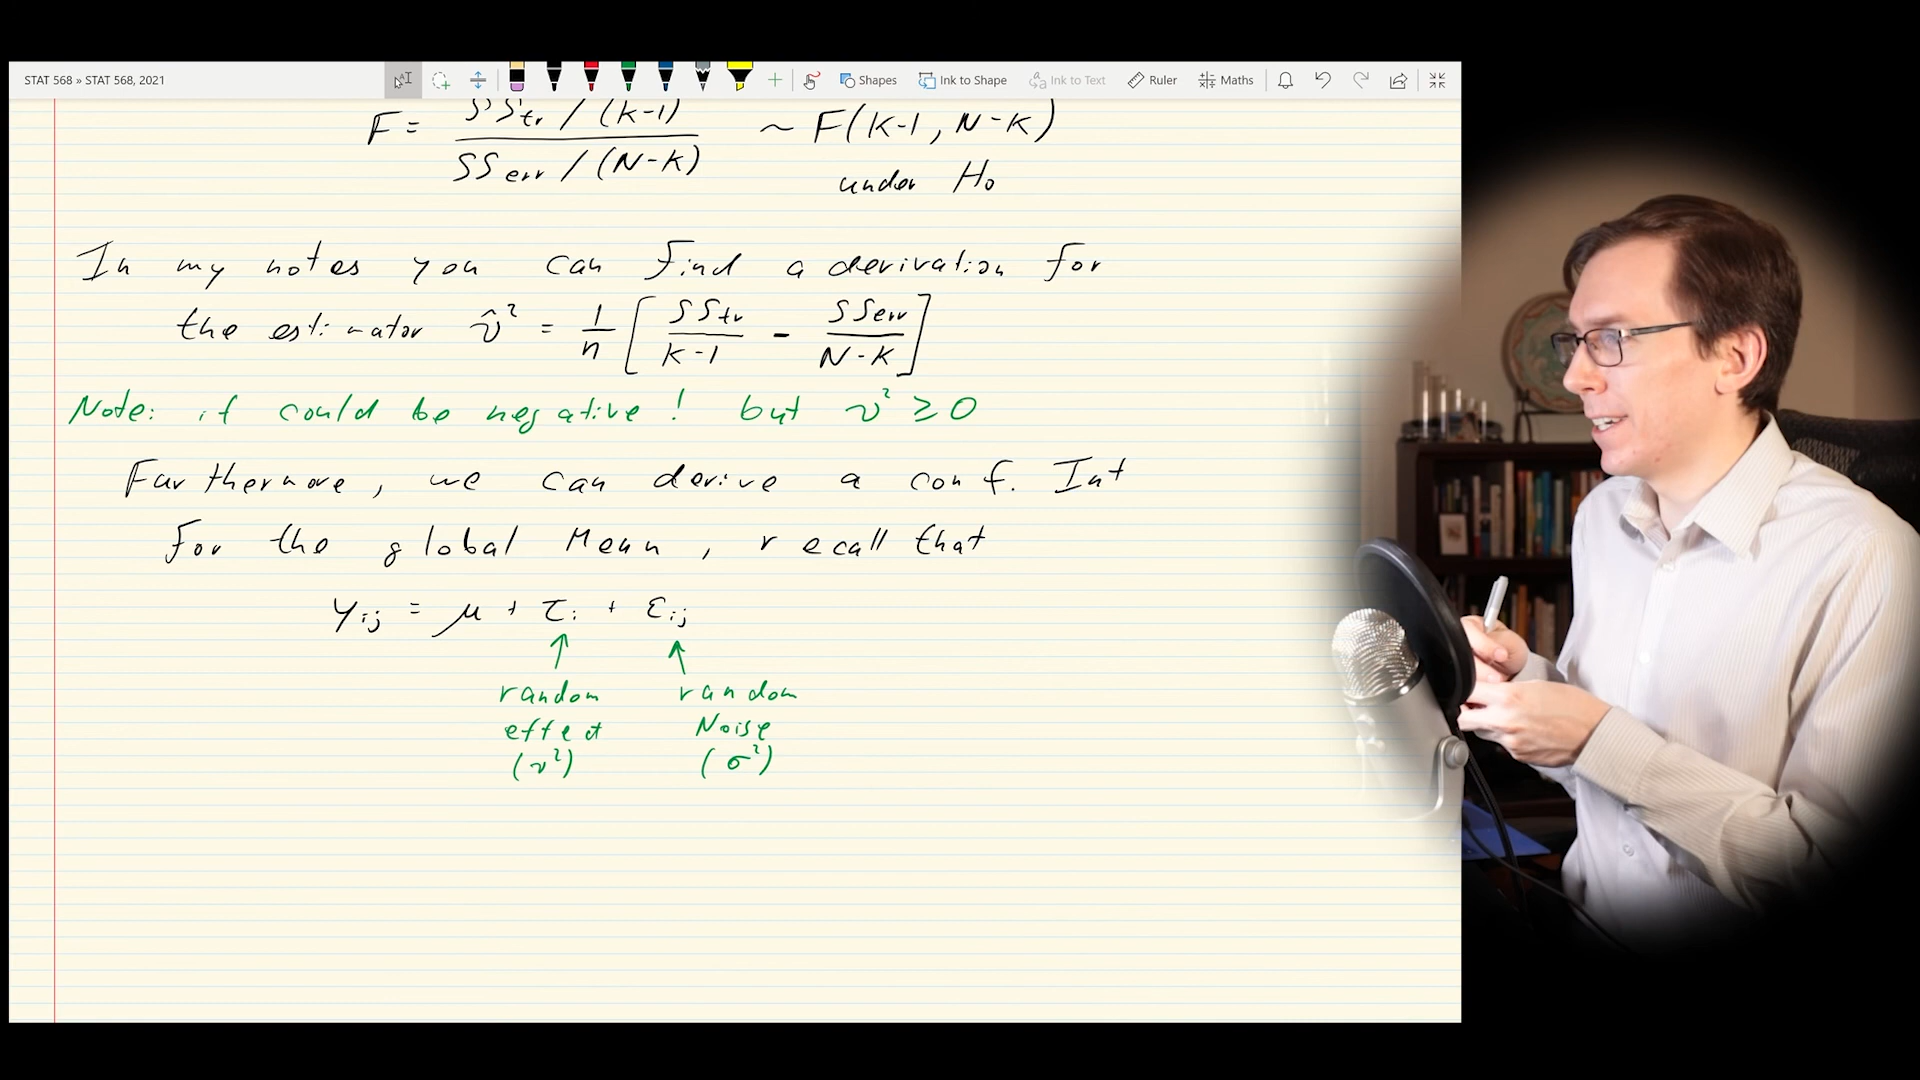 STAT 568 » STAT 568, 2021
Shapes
Ink to Shape
Ink to Text
Ruler
Maths
F = SStr / (k-1) / SSerr / (N-K) ~ F(K-1, N-K)
under H₀
In my notes you can find a derivation for
the estimator ν̂² = 1/n [ SStr/K-1 - SSerr/N-K ]
Note: it could be negative! but ν² ≥ 0
Furthermore, we can derive a conf. Int
for the global Mean, recall that
Yij = μ + τi + εij
↑ ↑
random random
effect Noise
(ν²) (σ²)